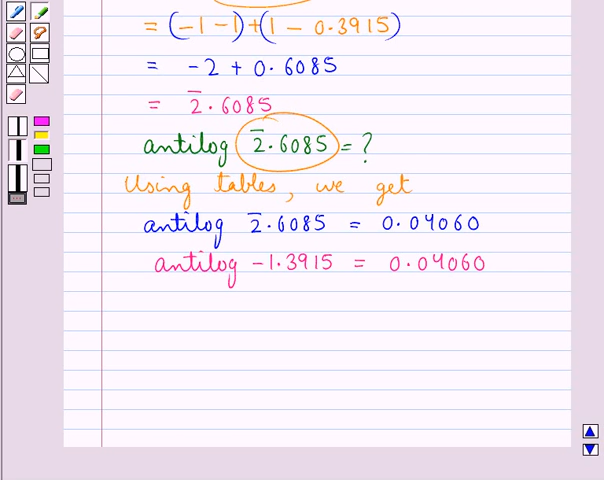 = (-1 - 1) + (1 - 0.3915)
= -2 + 0.6085
= 2̅.6085
antilog 2̅.6085 = ?
Using tables, we get
antilog 2̅.6085 = 0.04060
antilog -1.3915 = 0.04060